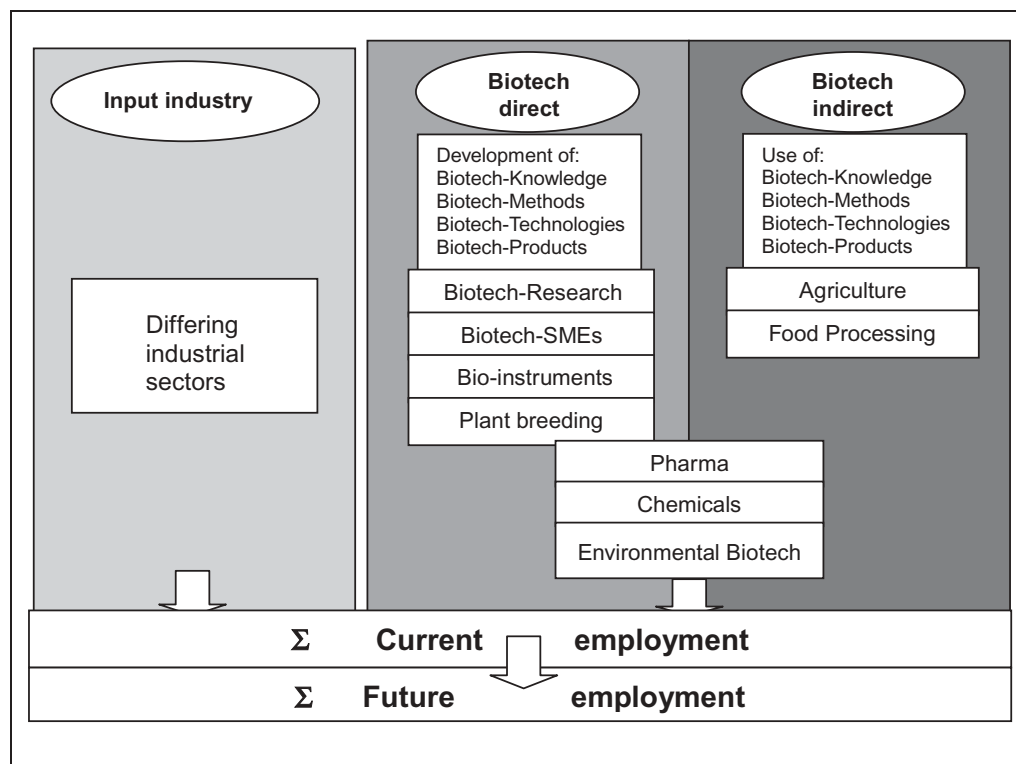 Input industry
Differing
industrial
sectors
Biotech
direct
Development of:
Biotech-Knowledge
Biotech-Methods
Biotech-Technologies
Biotech-Products
Biotech-Research
Biotech-SMEs
Bio-instruments
Plant breeding
Biotech
indirect
Use of:
Biotech-Knowledge
Biotech-Methods
Biotech-Technologies
Biotech-Products
Agriculture
Food Processing
Pharma
Chemicals
Environmental Biotech
Σ Current employment
Σ Future employment